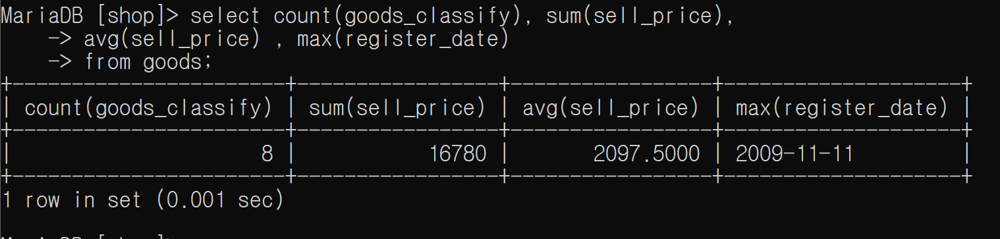 MariaDB [shop]> select count(goods_classify), sum(sell_price),
    -> avg(sell_price) , max(register_date)
    -> from goods;
+-----------------------+-----------------+-----------------+--------------------+
| count(goods_classify) | sum(sell_price) | avg(sell_price) | max(register_date) |
+-----------------------+-----------------+-----------------+--------------------+
|                     8 |           16780 |       2097.5000 | 2009-11-11         |
+-----------------------+-----------------+-----------------+--------------------+
1 row in set (0.001 sec)